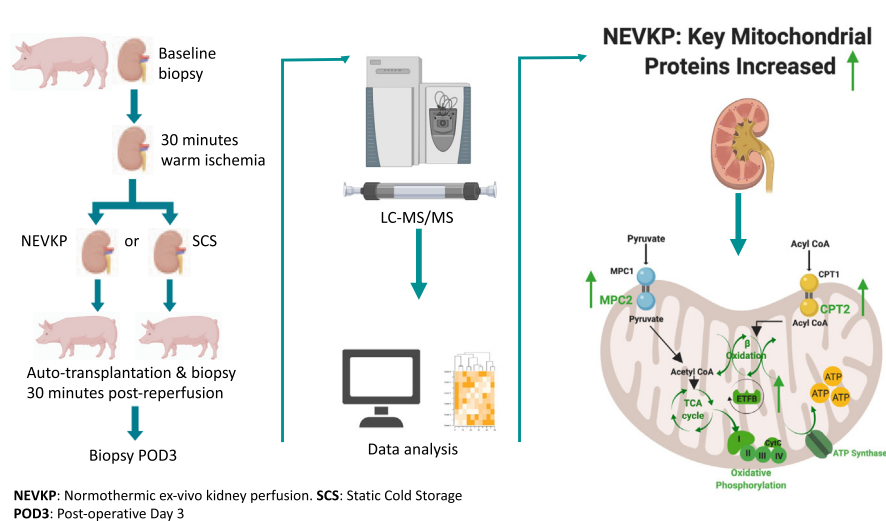 Baseline
biopsy
30 minutes
warm ischemia
NEVKP or SCS
Auto-transplantation & biopsy
30 minutes post-reperfusion
Biopsy POD3
LC-MS/MS
Data analysis
NEVKP: Key Mitochondrial
Proteins Increased
Pyruvate
MPC1
MPC2
Pyruvate
Acyl CoA
CPT1
CPT2
Acyl CoA
β
Oxidation
Acetyl CoA
TCA
cycle
ETFB
ATP
ATP
ATP
I
II
III
CytC
IV
ATP Synthase
Oxidative
Phosphorylation
NEVKP: Normothermic ex-vivo kidney perfusion. SCS: Static Cold Storage
POD3: Post-operative Day 3